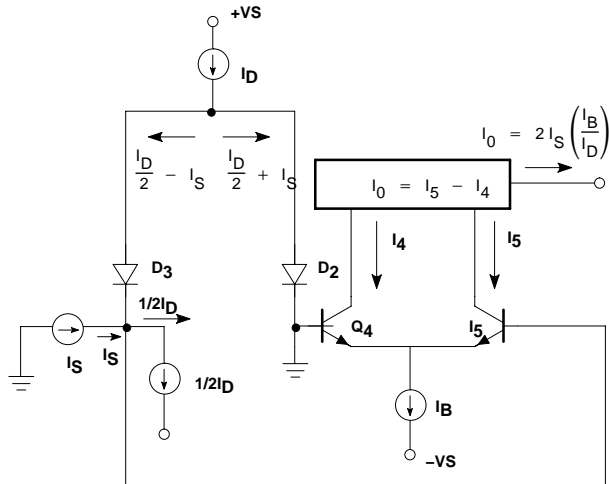 +VS
I_D
I_D/2 − I_S
I_D/2 + I_S
I_0 = 2 I_S (I_B/I_D)
I_0 = I_5 − I_4
I_4
I_5
D_3
D_2
1/2I_D
Q_4
I_5
I_S
I_S
1/2I_D
I_B
−VS